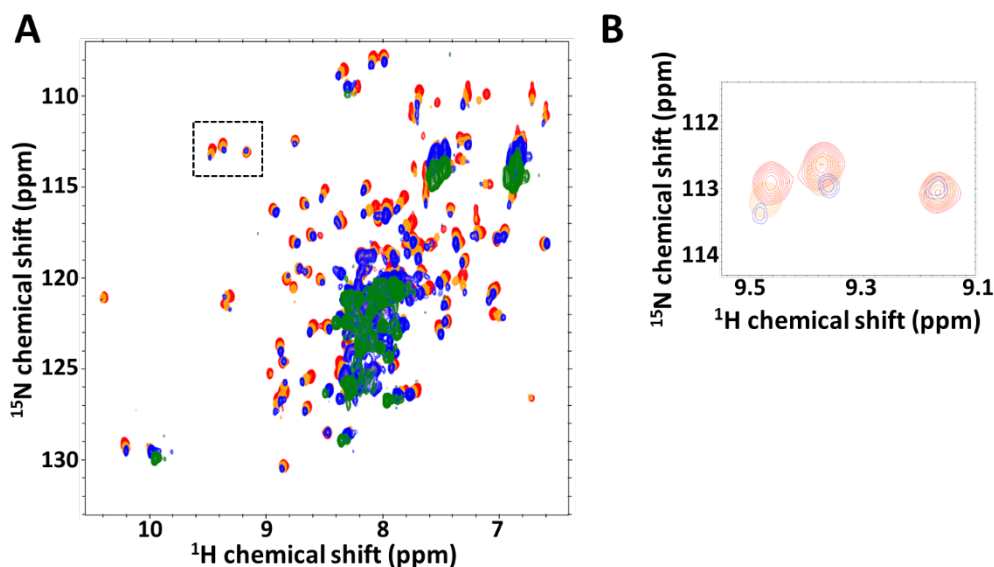 A
110
115
120
125
130
¹⁵N chemical shift (ppm)
10
9
8
7
¹H chemical shift (ppm)
B
112
113
114
¹⁵N chemical shift (ppm)
9.5
9.3
9.1
¹H chemical shift (ppm)